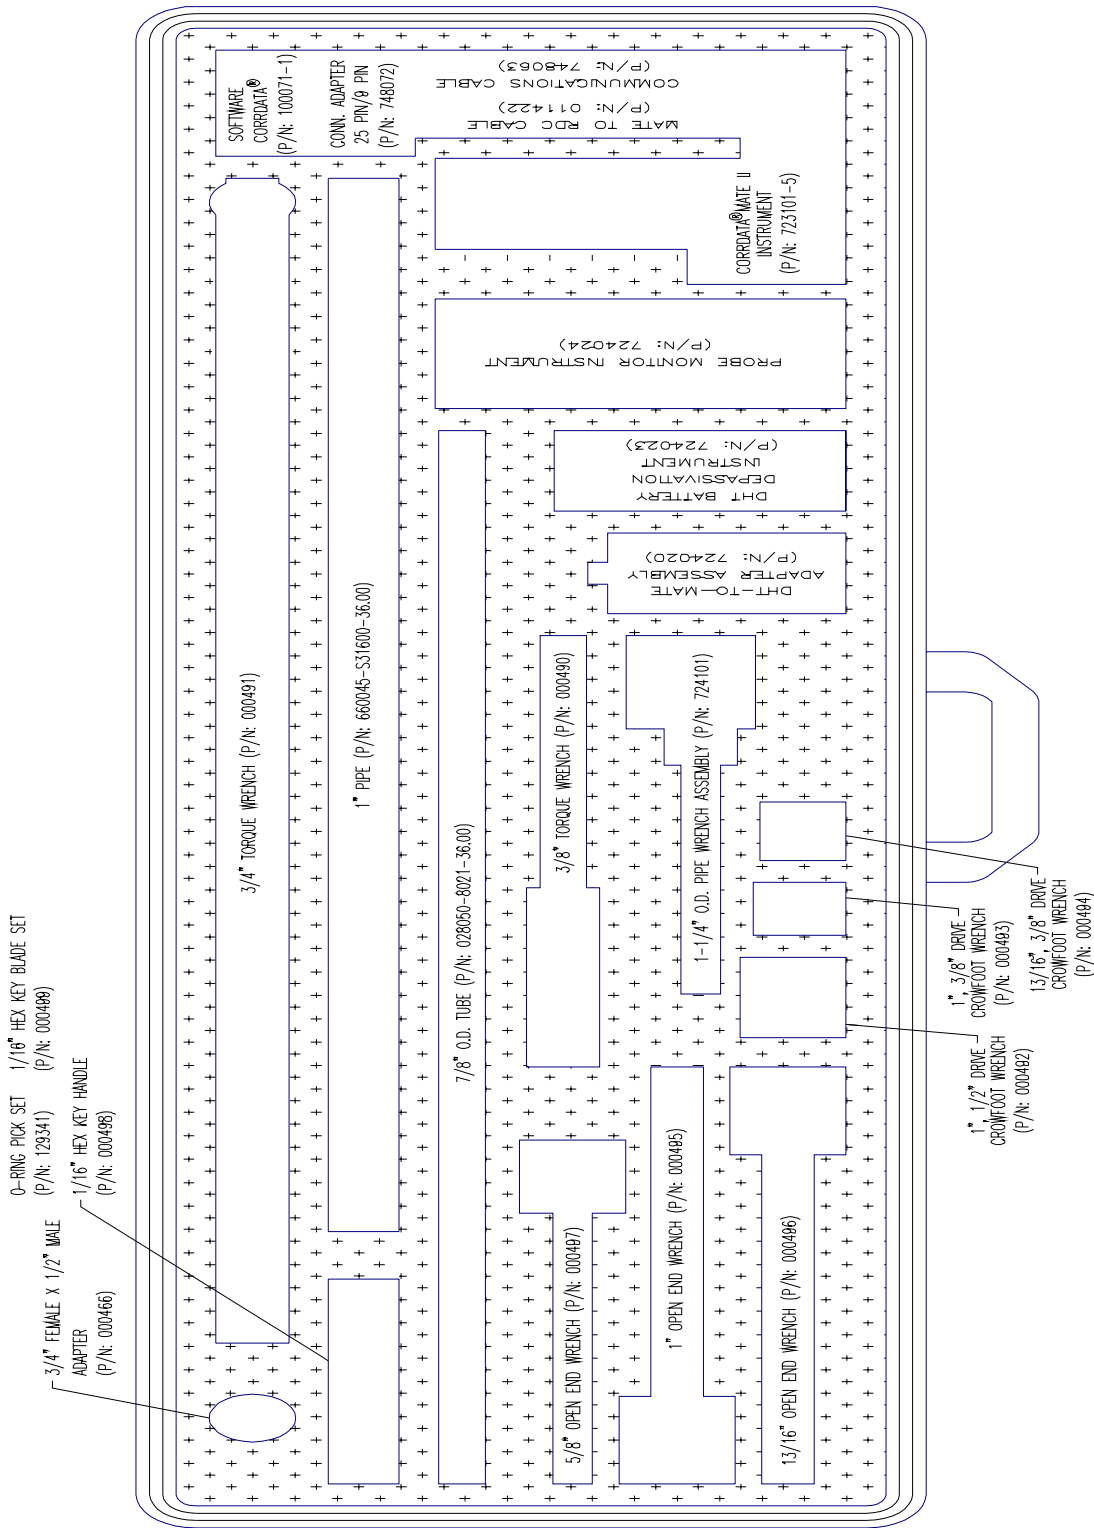 O-RING PICK SET
(P/N: 129341)
1/16" HEX KEY BLADE SET
(P/N: 000499)
1/16" HEX KEY HANDLE
(P/N: 000498)
3/4" FEMALE X 1/2" MALE
ADAPTER
(P/N: 000466)
SOFTWARE
CORRDATA®
(P/N: 100071-1)
CONN. ADAPTER
25 PIN/9 PIN
(P/N: 748072)
MATE TO RDC CABLE
(P/N: 011422)
COMMUNICATIONS CABLE
(P/N: 748063)
CORRDATA®MATE II
INSTRUMENT
(P/N: 723101-5)
PROBE MONITOR INSTRUMENT
(P/N: 724024)
DHT BATTERY
DEPASSIVATION
INSTRUMENT
(P/N: 724023)
DHT-TO-MATE
ADAPTER ASSEMBLY
(P/N: 724020)
3/4" TORQUE WRENCH (P/N: 000491)
1" PIPE (P/N: 660045-S31600-36.00)
7/8" O.D. TUBE (P/N: 028050-8021-36.00)
3/8" TORQUE WRENCH (P/N: 000490)
1-1/4" O.D. PIPE WRENCH ASSEMBLY (P/N: 724101)
5/8" OPEN END WRENCH (P/N: 000497)
1" OPEN END WRENCH (P/N: 000495)
13/16" OPEN END WRENCH (P/N: 000496)
1", 1/2" DRIVE
CROWFOOT WRENCH
(P/N: 000492)
1", 3/8" DRIVE
CROWFOOT WRENCH
(P/N: 000493)
13/16", 3/8" DRIVE
CROWFOOT WRENCH
(P/N: 000494)